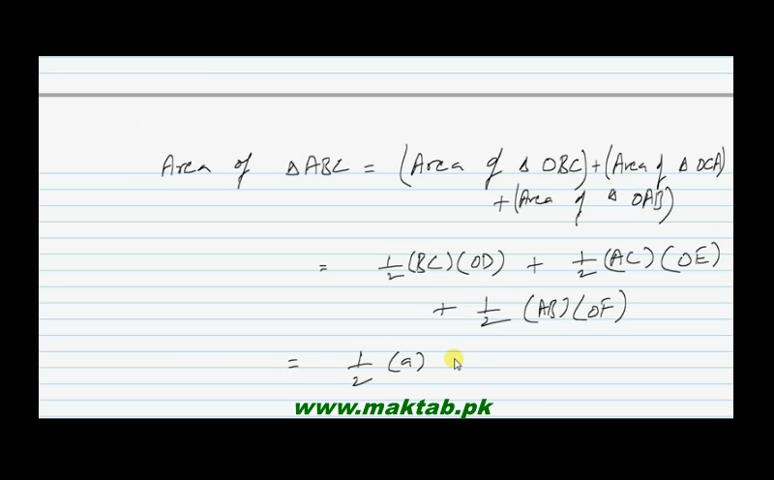 Area of Δ ABC = (Area of Δ OBC) + (Area of Δ OCA)
+ (Area of Δ OAB)
= 1/2 (BC) (OD) + 1/2 (AC) (OE)
+ 1/2 (AB) (OF)
= 1/2 (a)
www.maktab.pk